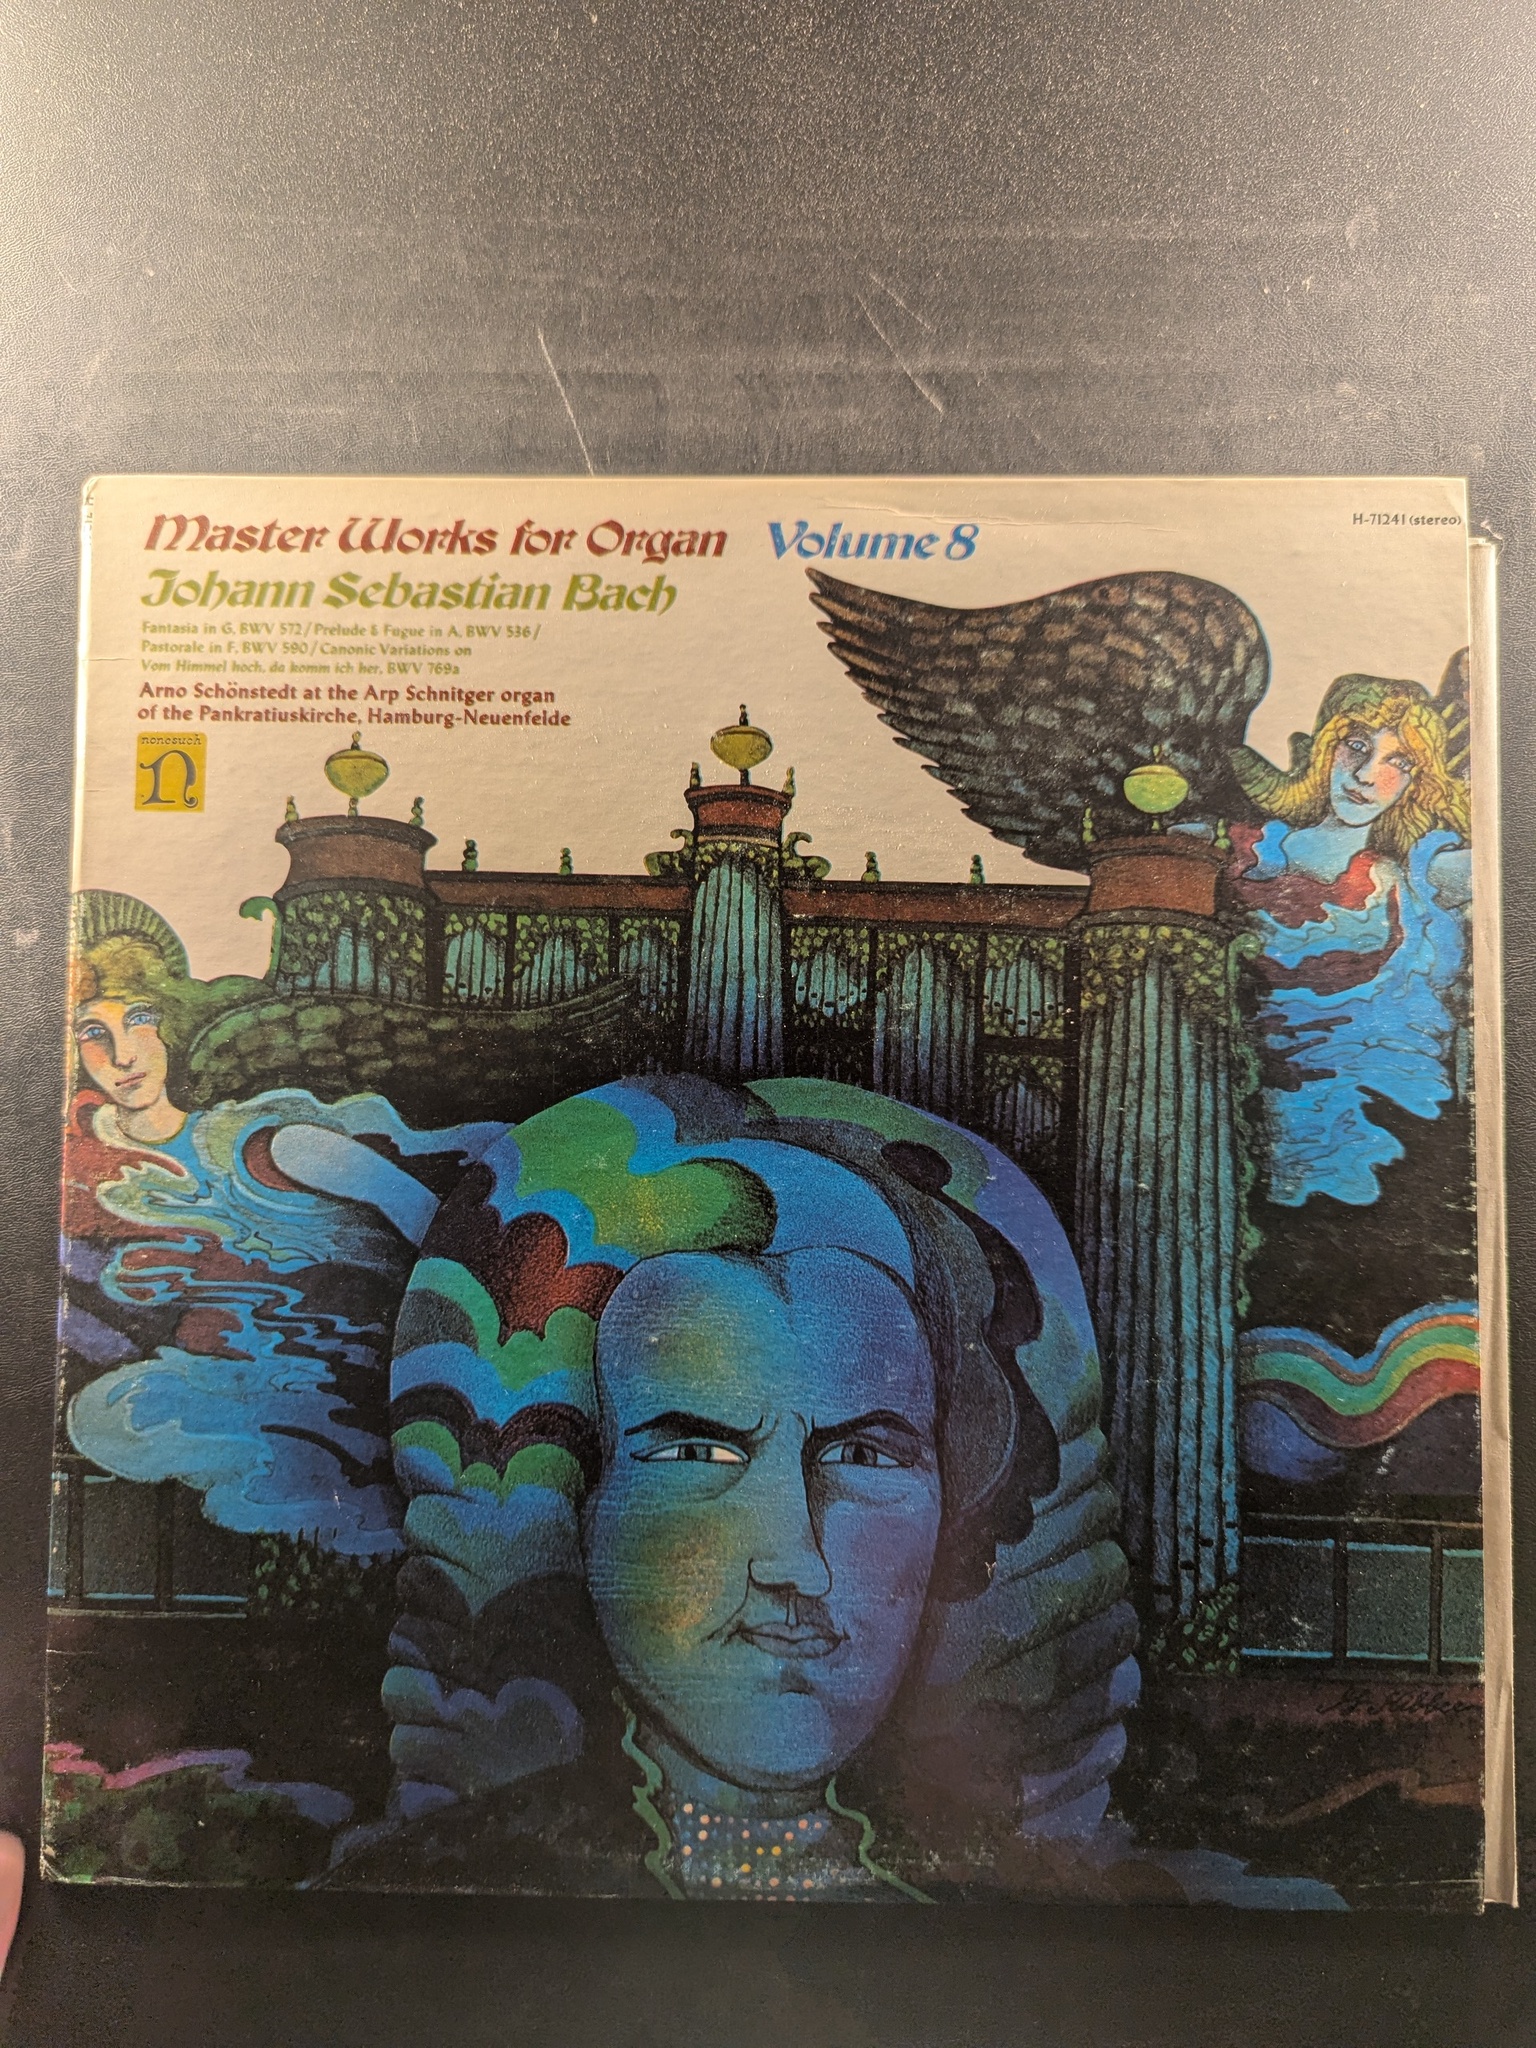 H-71241 (stereo)
Master Works for Organ Volume 8
Johann Sebastian Bach
Fantasia in G, BWV 572 / Prelude & Fugue in A, BWV 536 /
Pastorale in F, BWV 590 / Canonic Variations on
Vom Himmel hoch, da komm ich her, BWV 769a
Arno Schönstedt at the Arp Schnitger organ
of the Pankratiuskirche, Hamburg-Neuenfelde
nonesuch
n